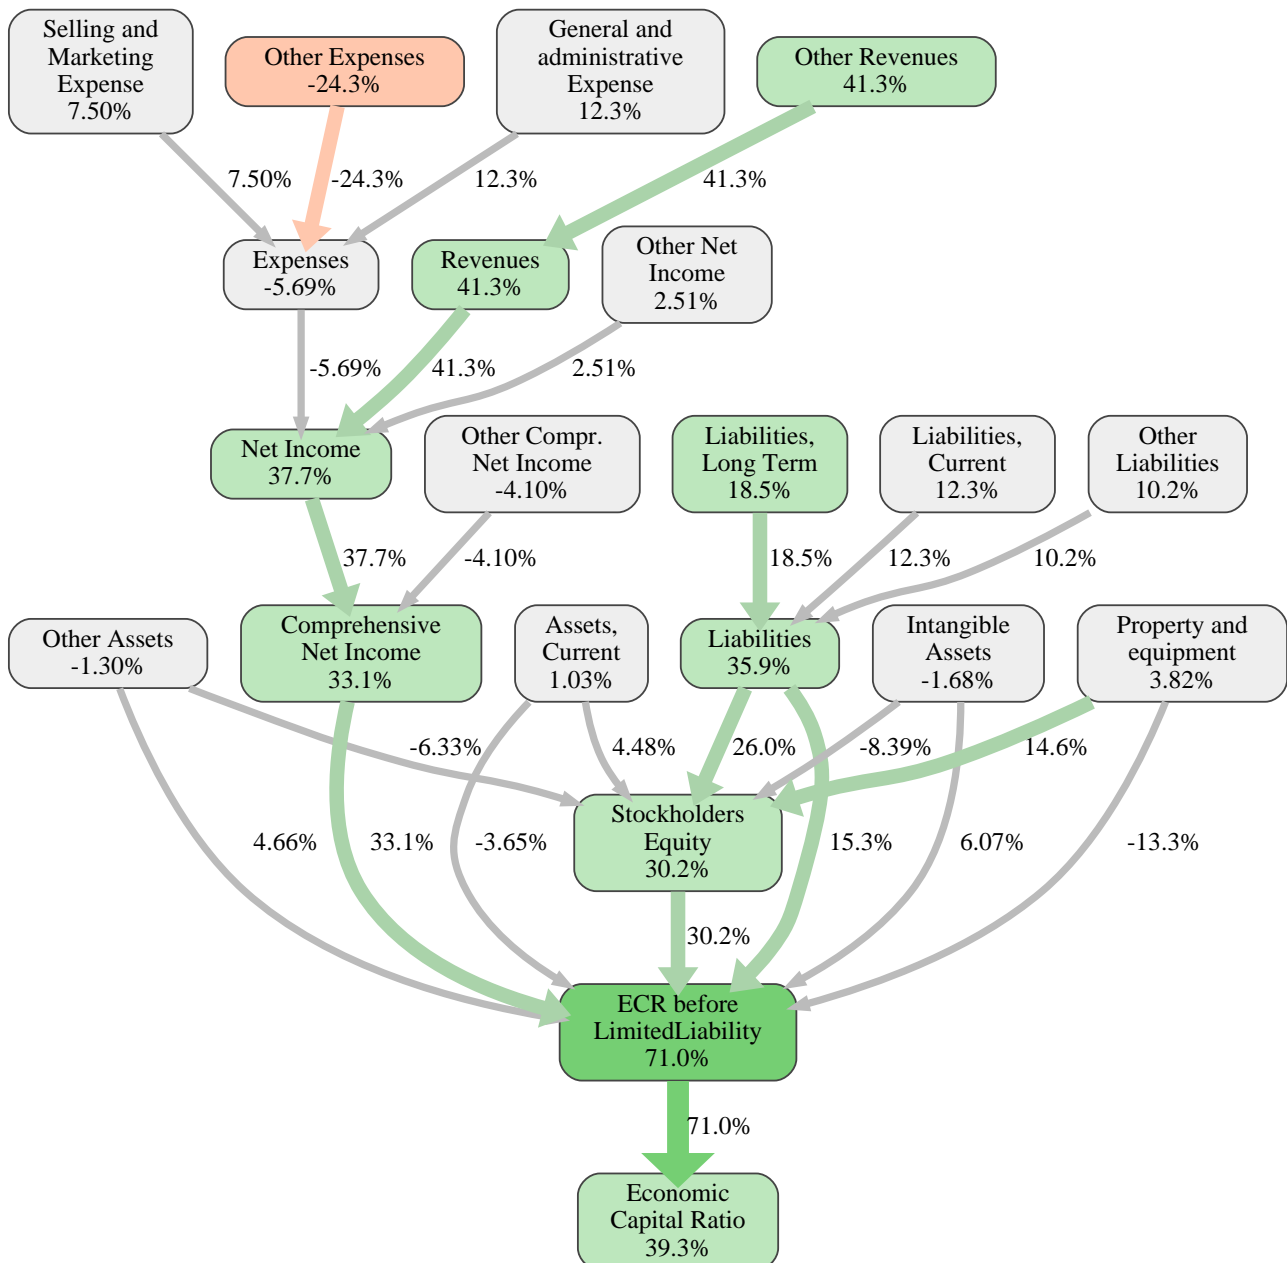 Selling and
Marketing
Expense
7.50%
Other Expenses
-24.3%
General and
administrative
Expense
12.3%
Other Revenues
41.3%
7.50%
-24.3%
12.3%
41.3%
Expenses
-5.69%
Revenues
41.3%
Other Net
Income
2.51%
-5.69%
41.3%
2.51%
Net Income
37.7%
Other Compr.
Net Income
-4.10%
Liabilities,
Long Term
18.5%
Liabilities,
Current
12.3%
Other
Liabilities
10.2%
37.7%
-4.10%
18.5%
12.3%
10.2%
Other Assets
-1.30%
Comprehensive
Net Income
33.1%
Assets,
Current
1.03%
Liabilities
35.9%
Intangible
Assets
-1.68%
Property and
equipment
3.82%
-6.33%
4.48%
26.0%
-8.39%
14.6%
Stockholders
Equity
30.2%
4.66%
33.1%
-3.65%
15.3%
6.07%
-13.3%
30.2%
ECR before
LimitedLiability
71.0%
71.0%
Economic
Capital Ratio
39.3%